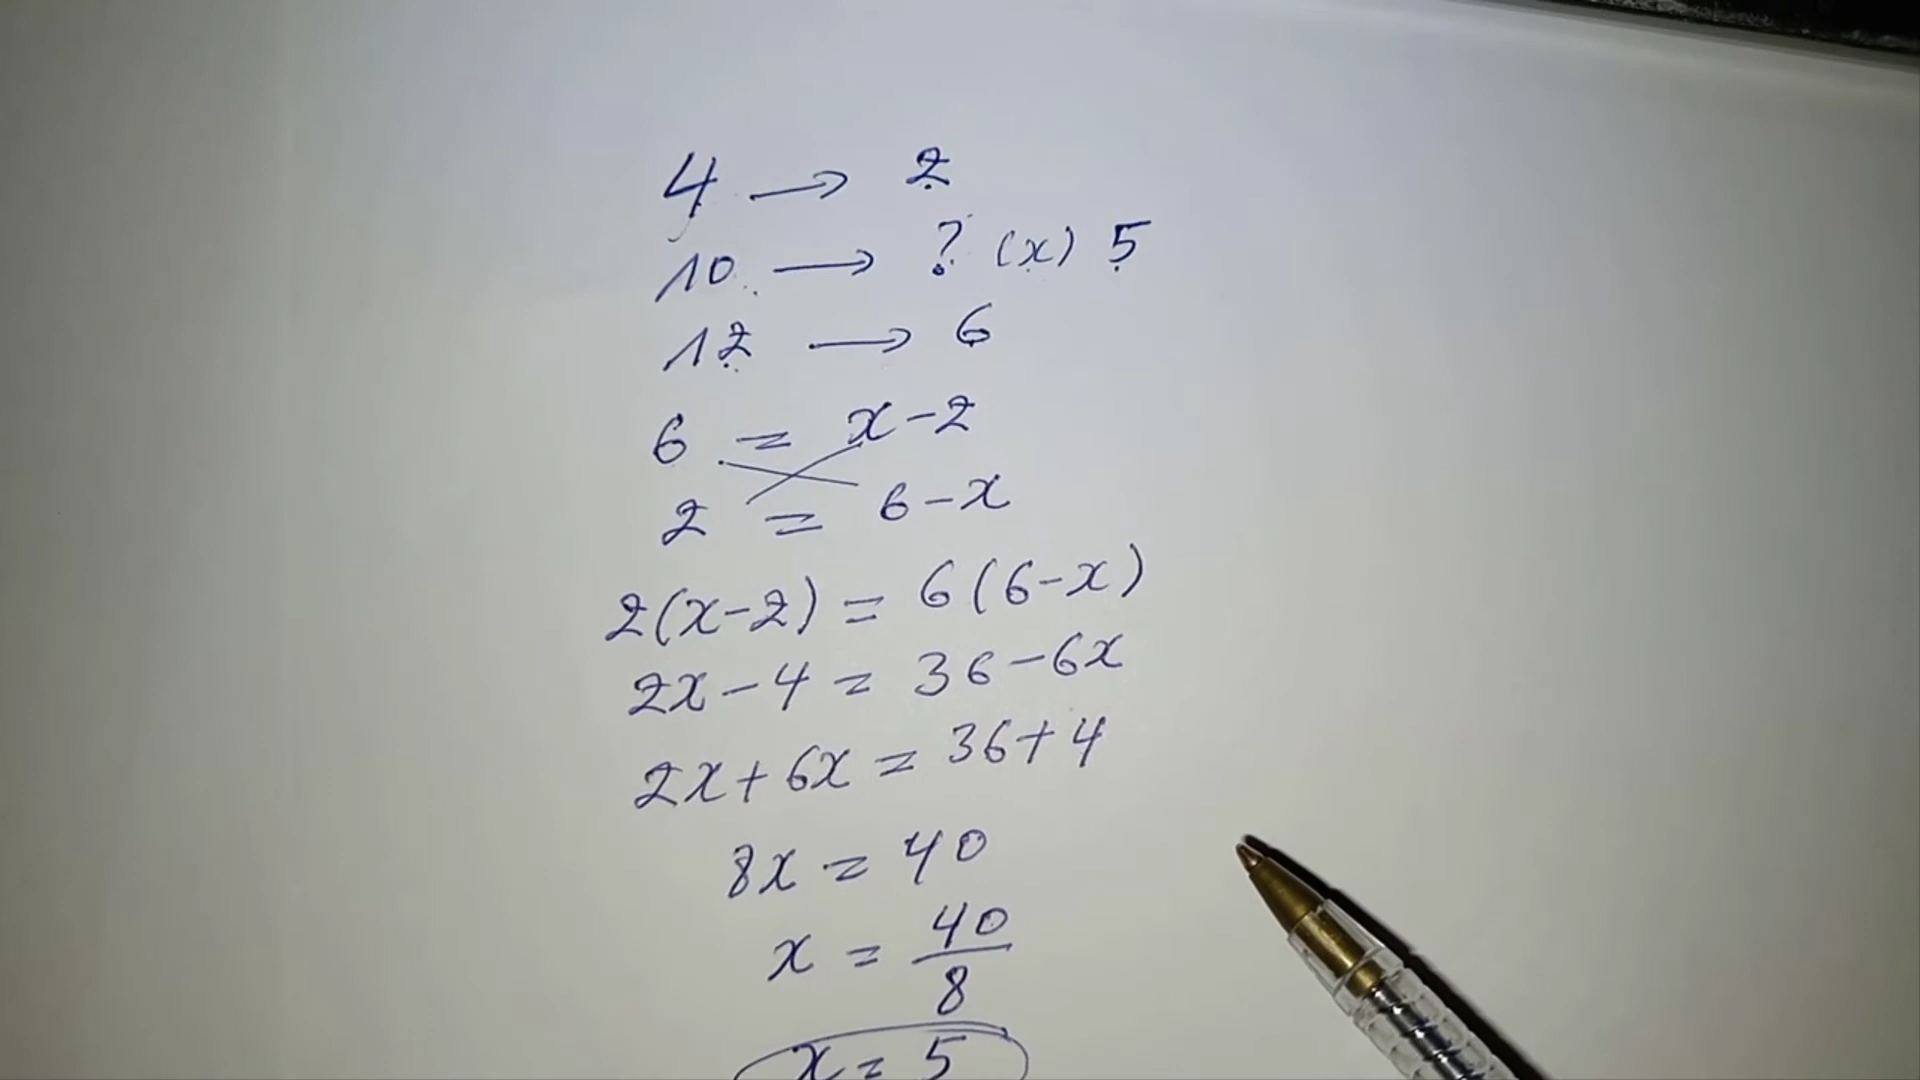 4 → 2
10 → ? (x) 5
12 → 6
6 = x-2
2 = 6-x
2(x-2) = 6(6-x)
2x-4 = 36-6x
2x+6x = 36+4
8x = 40
x = 40/8
x = 5